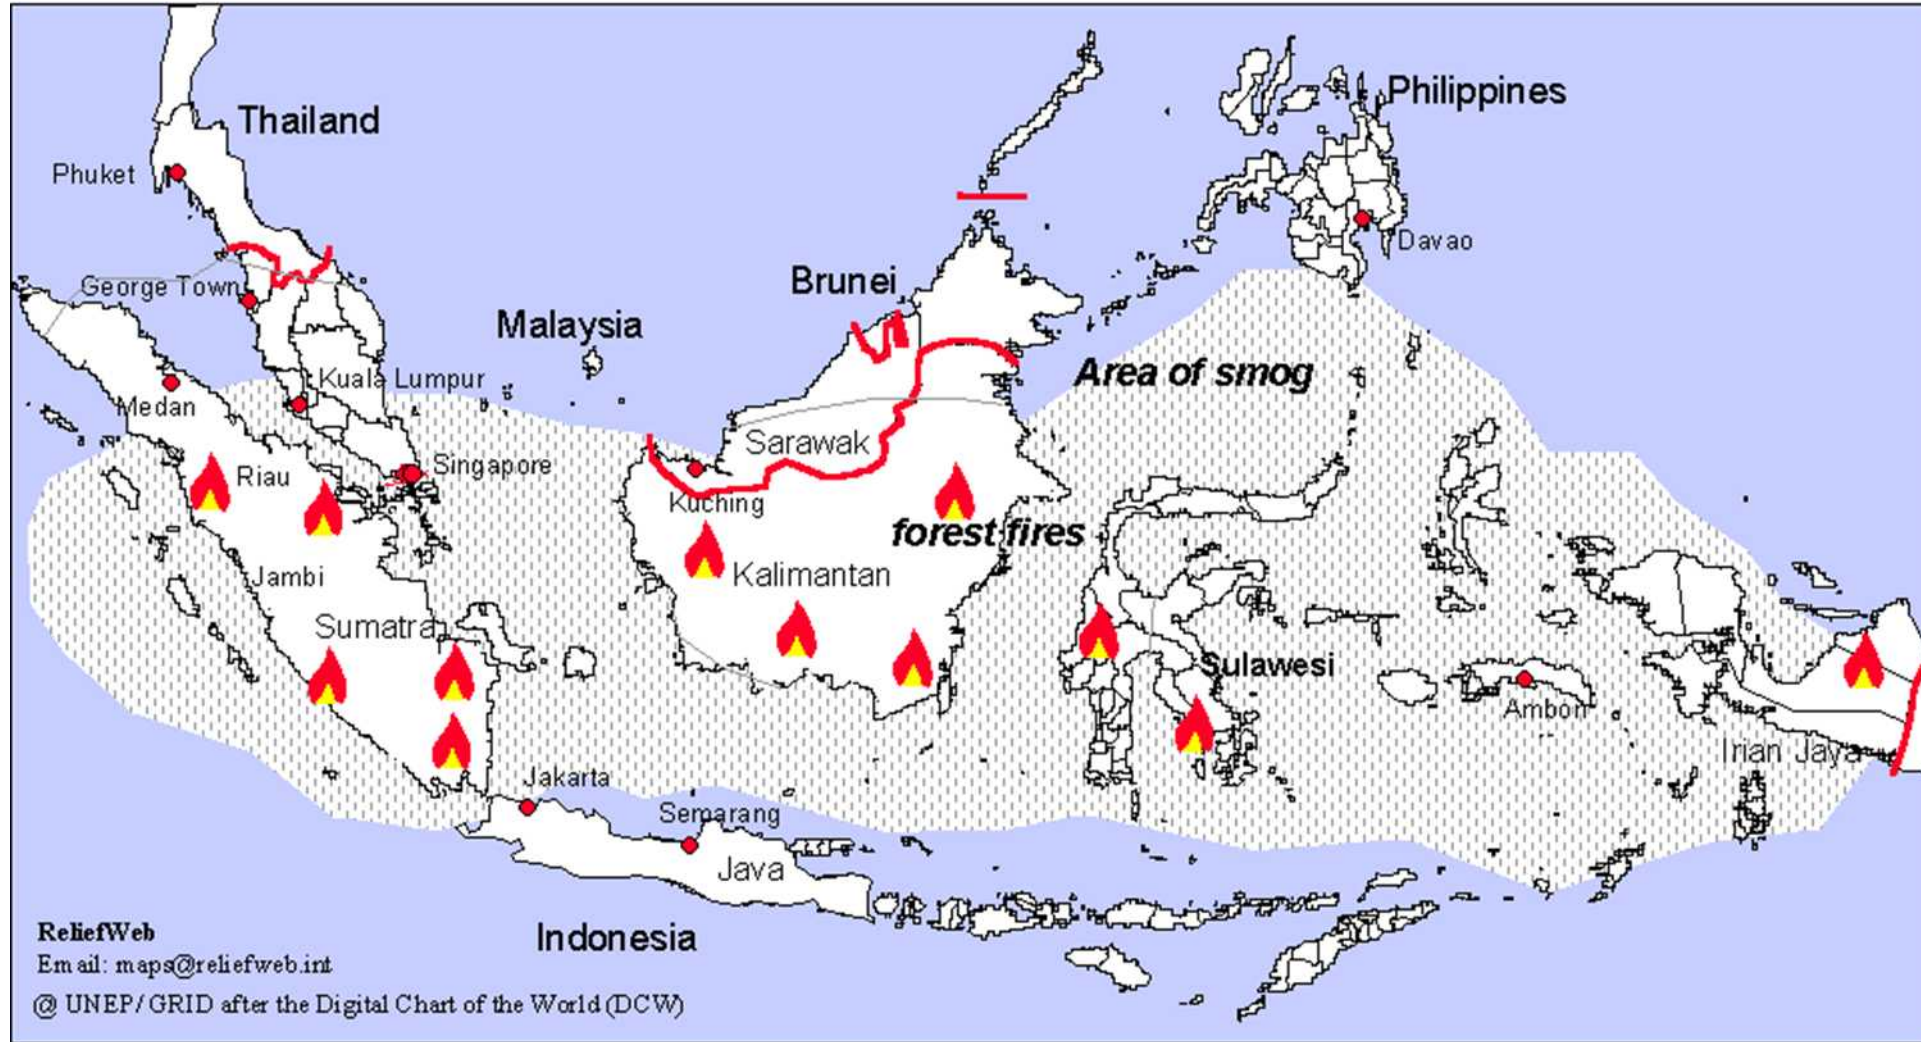 Philippines
Thailand
Phuket
Davao
Brunei
George Town
Malaysia
Area of smog
Kuala Lumpur
Medan
Sarawak
Singapore
Riau
Kuching
forest fires
Jambi
Kalimantan
Sumatra
Sulawesi
Ambon
Irian Jaya
Jakarta
Semarang
Java
Indonesia
ReliefWeb
Email: maps@reliefweb.int
@ UNEP/GRID after the Digital Chart of the World (DCW)